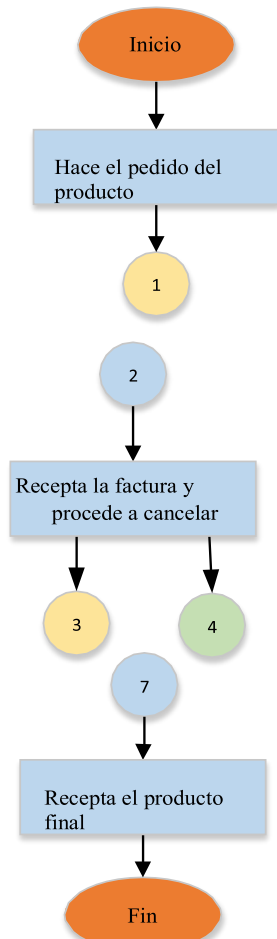 Inicio
Hace el pedido del
producto
1
2
Recepta la factura y
procede a cancelar
3
4
7
Recepta el producto
final
Fin